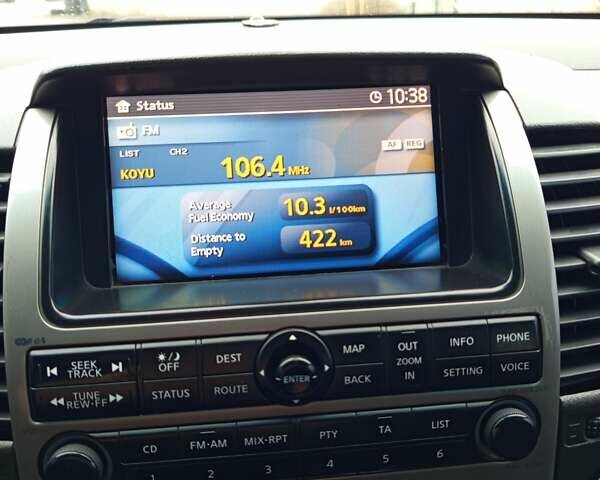 Status 10:38
FM
LIST CH2 AF REG
KOYU 106.4 MHz
Average
Fuel Economy 10.3 l/100km
Distance to
Empty 422 km
SEEK
TRACK
OFF
DEST
MAP
OUT
ZOOM
IN
INFO
PHONE
TUNE
REW·FF
STATUS
ROUTE
ENTER
BACK
SETTING
VOICE
CD FM·AM MIX·RPT PTY TA LIST
1 2 3 4 5 6